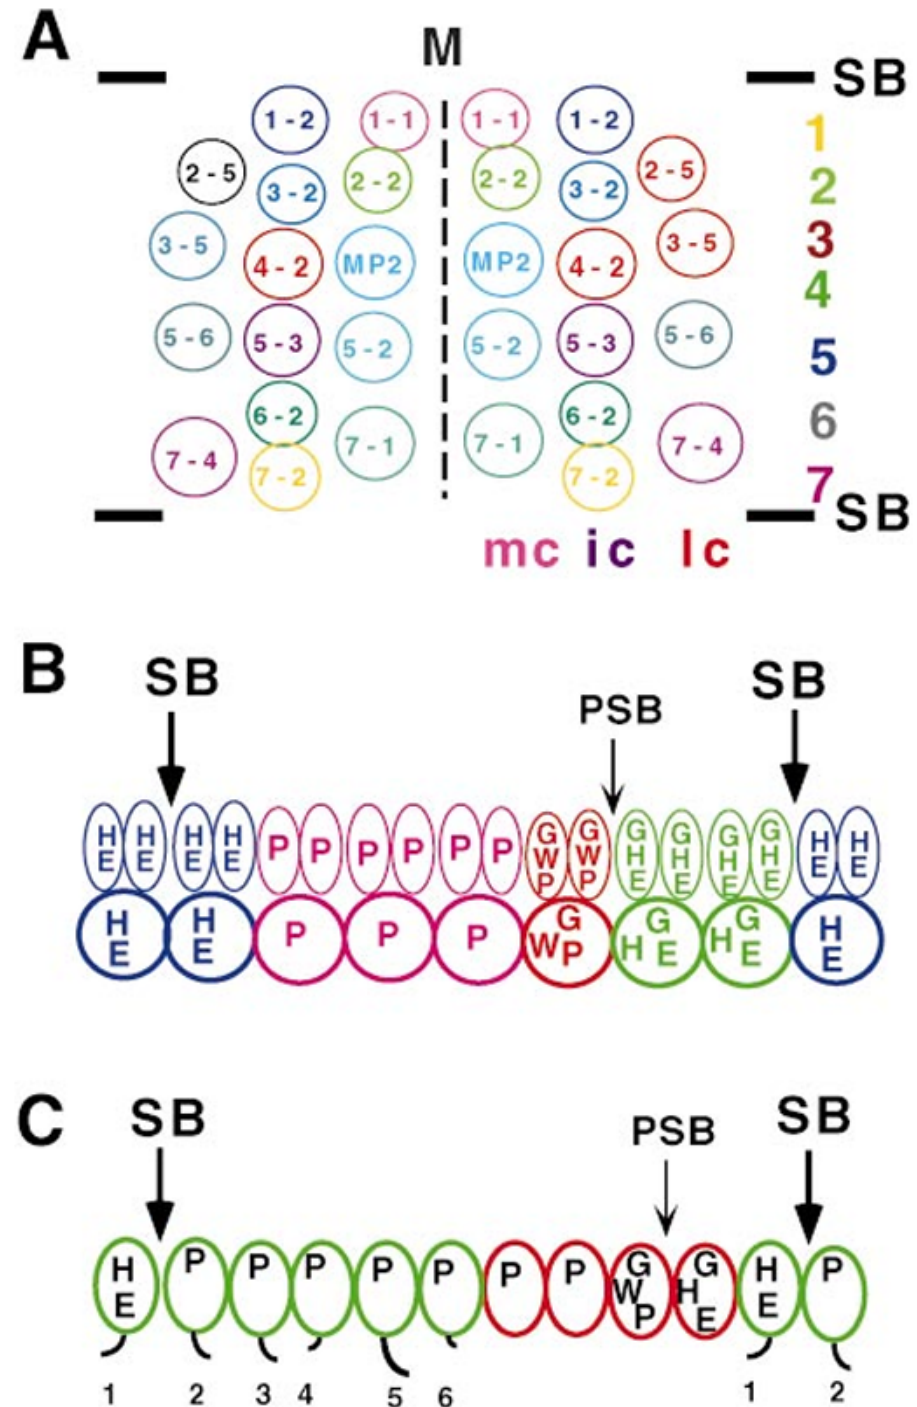 A
M
SB
1 - 2 1 - 1 1 - 1 1 - 2 1
2 - 5 3 - 2 2 - 2 2 - 2 3 - 2 2 - 5 2
3 - 5 4 - 2 MP2 MP2 4 - 2 3 - 5 3
4
5 - 6 5 - 3 5 - 2 5 - 2 5 - 3 5 - 6 5
6 - 2 6 - 2 6
7 - 4 7 - 2 7 - 1 7 - 1 7 - 2 7 - 4 7
SB
mc ic lc
B
SB PSB SB
HE HE HE HE P P P P P P GWP GWP GHE GHE GHE GHE HE HE
HE HE P P P GWP GHE GHE HE
C
SB PSB SB
HE P P P P P P P GWP GHE HE P
1 2 3 4 5 6 1 2